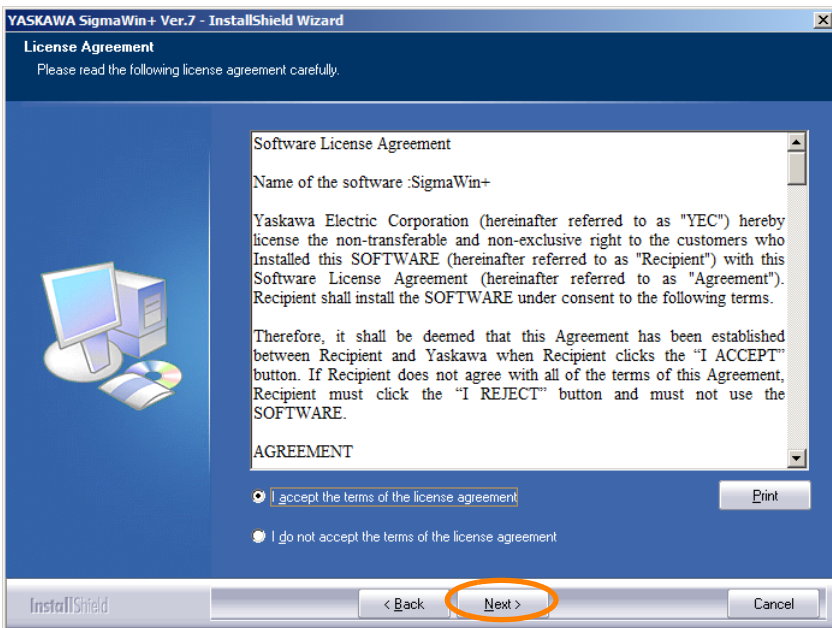 YASKAWA SigmaWin+ Ver.7 - InstallShield Wizard
License Agreement
Please read the following license agreement carefully.
Software License Agreement
Name of the software :SigmaWin+
Yaskawa Electric Corporation (hereinafter referred to as "YEC") hereby
license the non-transferable and non-exclusive right to the customers who
Installed this SOFTWARE (hereinafter referred to as "Recipient") with this
Software License Agreement (hereinafter referred to as "Agreement").
Recipient shall install the SOFTWARE under consent to the following terms.
Therefore, it shall be deemed that this Agreement has been established
between Recipient and Yaskawa when Recipient clicks the “I ACCEPT”
button. If Recipient does not agree with all of the terms of this Agreement,
Recipient must click the “I REJECT” button and must not use the
SOFTWARE.
AGREEMENT
I accept the terms of the license agreement
Print
I do not accept the terms of the license agreement
InstallShield
< Back
Next >
Cancel